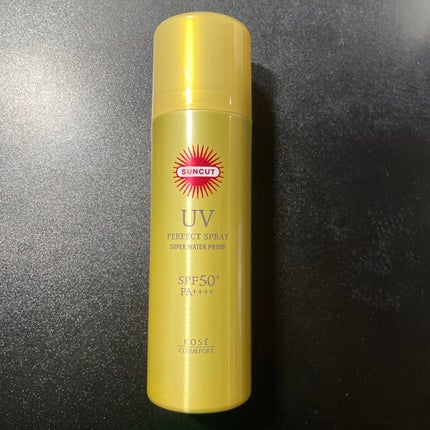 SUNCUT
UV
PERFECT SPRAY
SUPER WATER PROOF
SPF50+
PA++++
KOSÉ
COSMEPORT